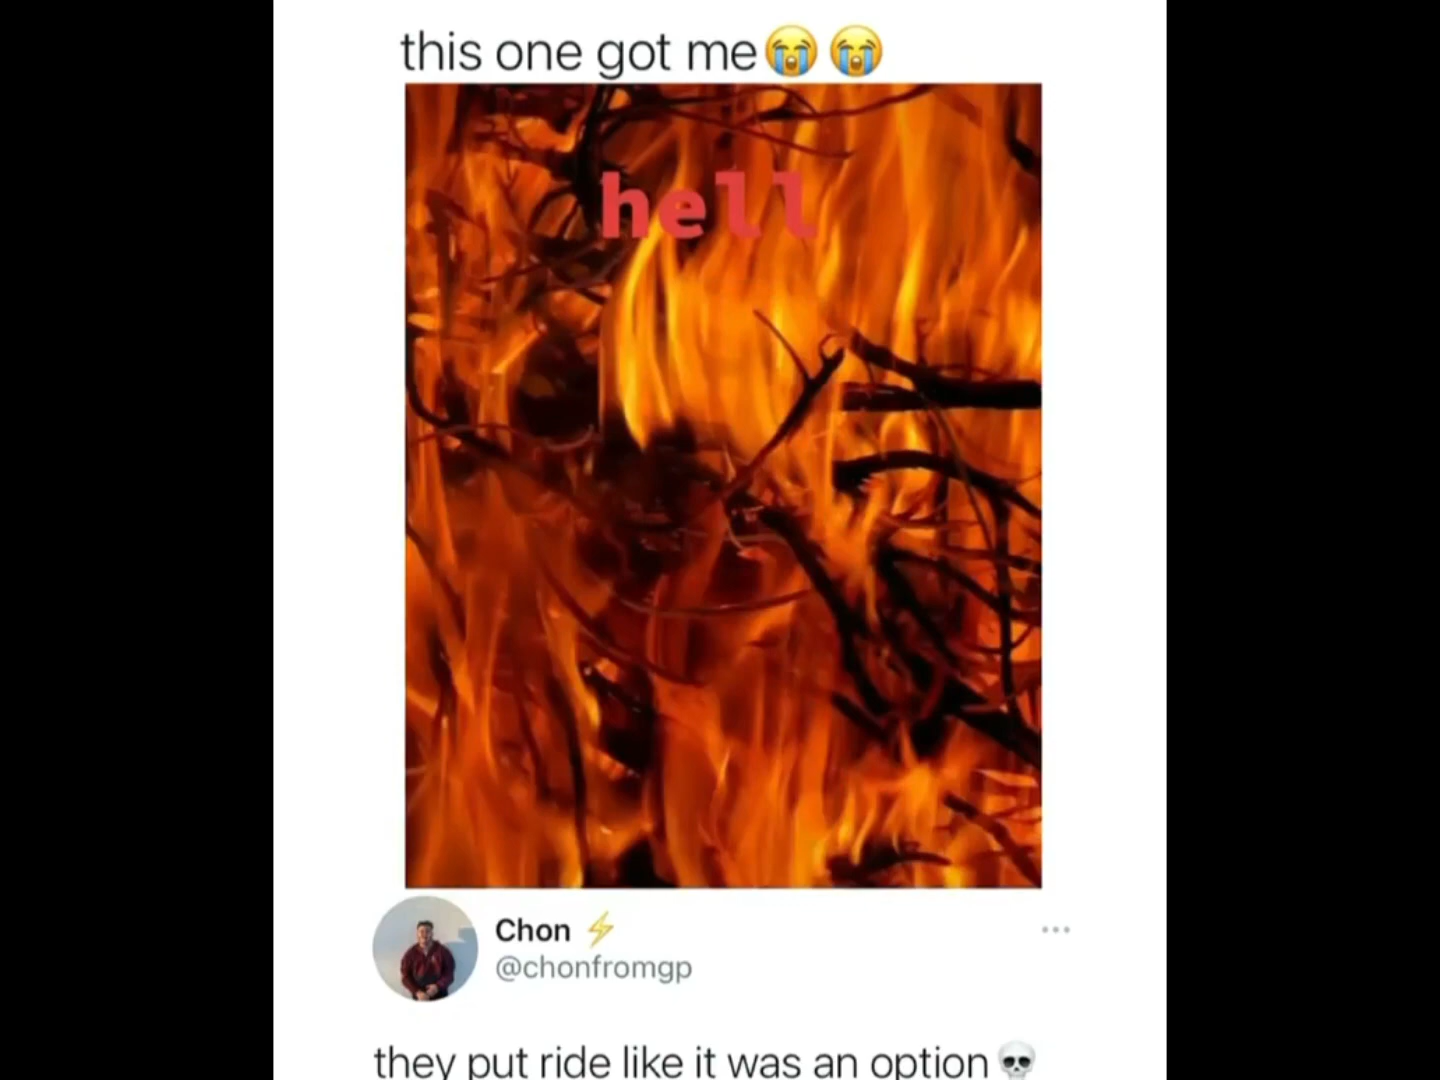 this one got me😭😭
hell
Chon ⚡
@chonfromgp
they put ride like it was an option💀